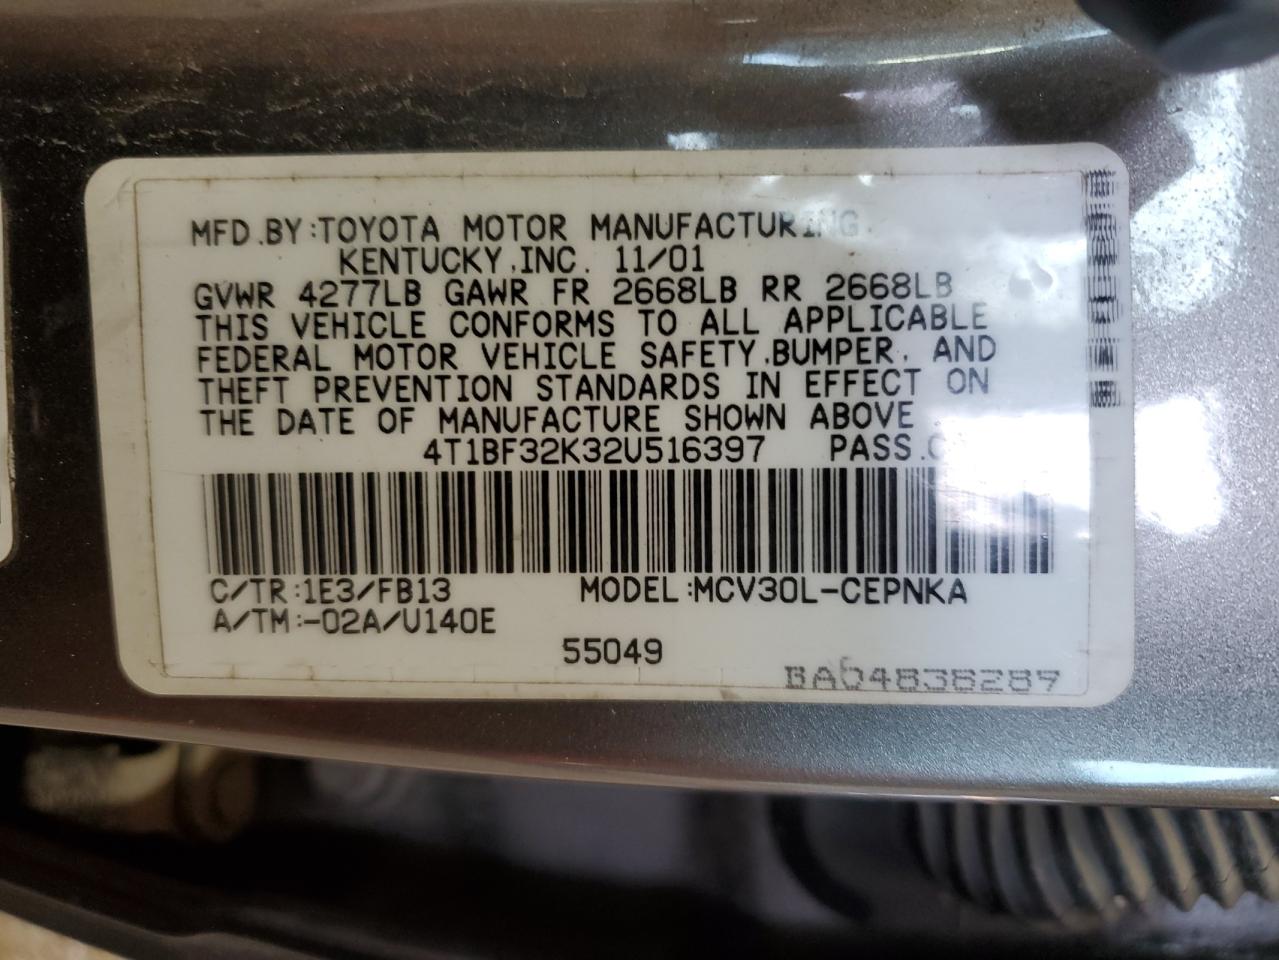 MFD.BY:TOYOTA MOTOR MANUFACTURING.
KENTUCKY,INC. 11/01
GVWR 4277LB GAWR FR 2668LB RR 2668LB
THIS VEHICLE CONFORMS TO ALL APPLICABLE
FEDERAL MOTOR VEHICLE SAFETY,BUMPER, AND
THEFT PREVENTION STANDARDS IN EFFECT ON
THE DATE OF MANUFACTURE SHOWN ABOVE.
4T1BF32K32U516397 PASS.
C/TR:1E3/FB13 MODEL:MCV30L-CEPNKA
A/TM:-02A/U140E
55049